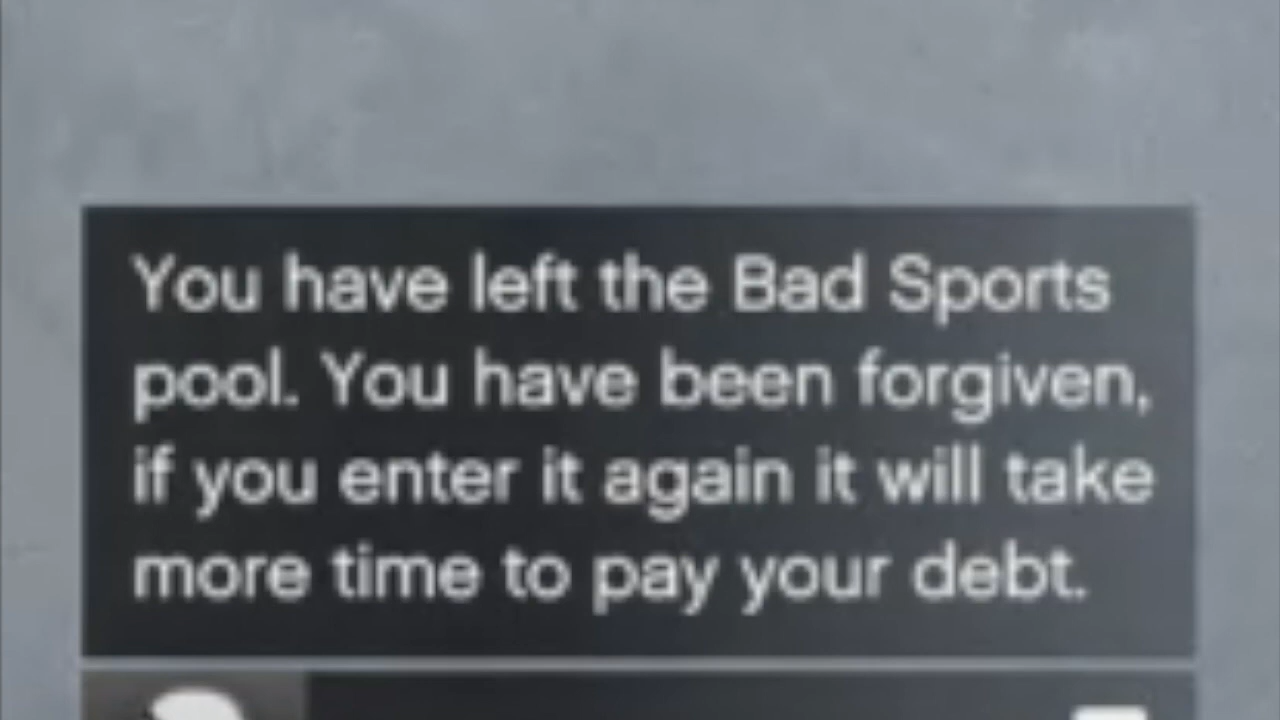 You have left the Bad Sports
pool. You have been forgiven,
if you enter it again it will take
more time to pay your debt.